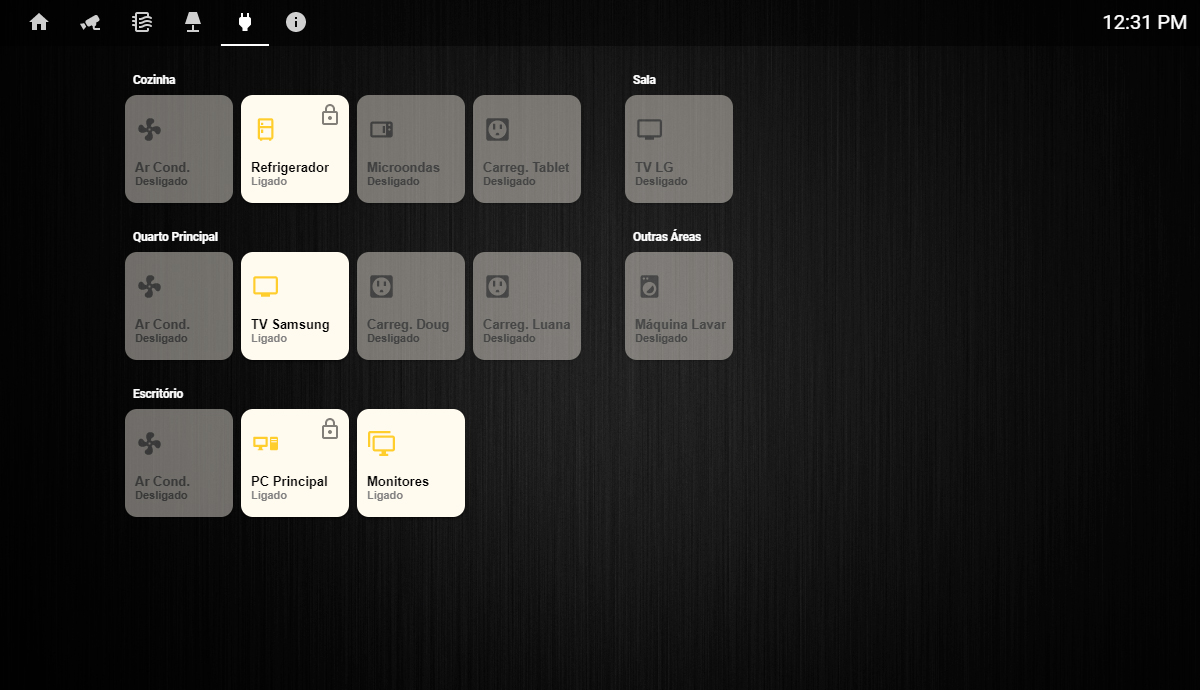 12:31 PM
Cozinha
Ar Cond.
Desligado
Refrigerador
Ligado
Microondas
Desligado
Carreg. Tablet
Desligado
Sala
TV LG
Desligado
Quarto Principal
Ar Cond.
Desligado
TV Samsung
Ligado
Carreg. Doug
Desligado
Carreg. Luana
Desligado
Outras Áreas
Máquina Lavar
Desligado
Escritório
Ar Cond.
Desligado
PC Principal
Ligado
Monitores
Ligado